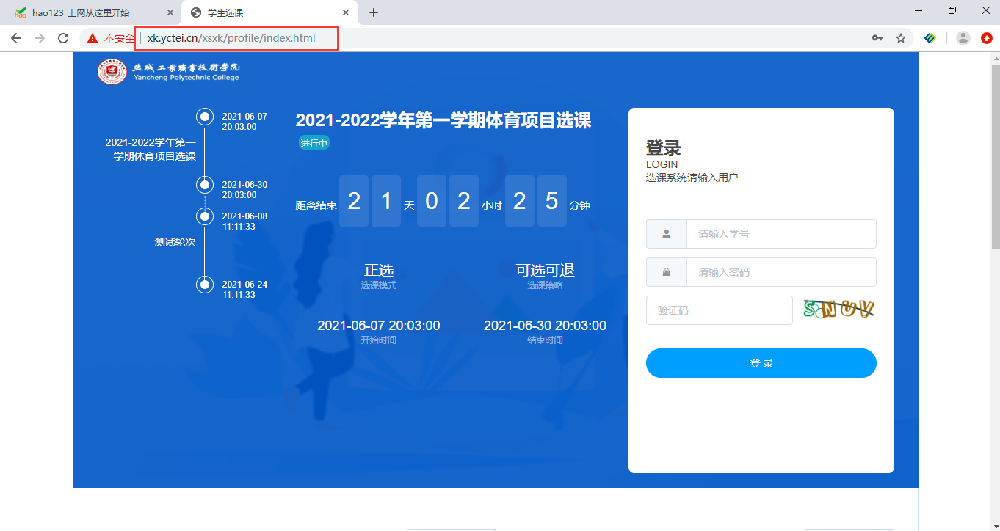 hao123_上网从这里开始
学生选课
不安全
xk.yctei.cn/xsxk/profile/index.html
盐城工业职业技术学院
Yancheng Polytechnic College
2021-06-07
20:03:00
2021-2022学年第一
学期体育项目选课
2021-06-30
20:03:00
2021-06-08
11:11:33
测试轮次
2021-06-24
11:11:33
2021-2022学年第一学期体育项目选课
进行中
距离结束 2 1 天 0 2 小时 2 5 分钟
正选
选课模式
可选可退
选课策略
2021-06-07 20:03:00
开始时间
2021-06-30 20:03:00
结束时间
登录
LOGIN
选课系统请输入用户
请输入学号
请输入密码
验证码
SNUV
登 录